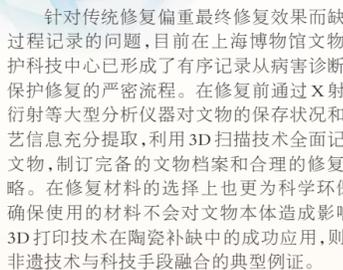 针对传统修复偏重最终修复效果而缺
过程记录的问题，目前在上海博物馆文物
护科技中心已形成了有序记录从病害诊断
保护修复的严密流程。在修复前通过 X 射
衍射等大型分析仪器对文物的保存状况和
艺信息充分提取，利用 3D 扫描技术全面记
文物，制订完备的文物档案和合理的修复
略。在修复材料的选择上也更为科学环保
确保使用的材料不会对文物本体造成影响
3D 打印技术在陶瓷补缺中的成功应用，则
非遗技术与科技手段融合的典型例证。